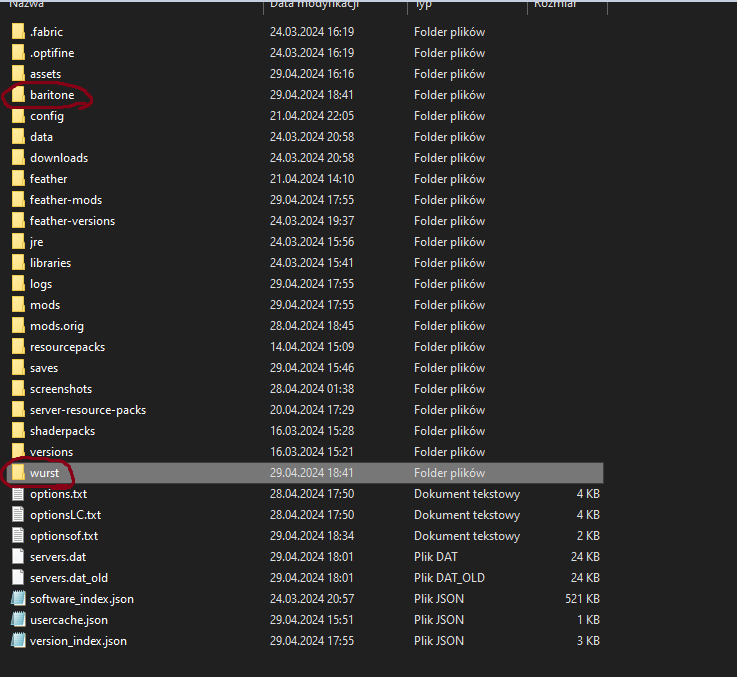 Nazwa Data modyfikacji Typ Rozmiar
.fabric 24.03.2024 16:19 Folder plików
.optifine 24.03.2024 16:19 Folder plików
assets 29.04.2024 16:16 Folder plików
baritone 29.04.2024 18:41 Folder plików
config 21.04.2024 22:05 Folder plików
data 24.03.2024 20:58 Folder plików
downloads 24.03.2024 20:58 Folder plików
feather 21.04.2024 14:10 Folder plików
feather-mods 29.04.2024 17:55 Folder plików
feather-versions 24.03.2024 19:37 Folder plików
jre 24.03.2024 15:56 Folder plików
libraries 24.03.2024 15:41 Folder plików
logs 29.04.2024 17:55 Folder plików
mods 29.04.2024 17:55 Folder plików
mods.orig 28.04.2024 18:45 Folder plików
resourcepacks 14.04.2024 15:09 Folder plików
saves 29.04.2024 15:46 Folder plików
screenshots 28.04.2024 01:38 Folder plików
server-resource-packs 20.04.2024 17:29 Folder plików
shaderpacks 16.03.2024 15:28 Folder plików
versions 16.03.2024 15:21 Folder plików
wurst 29.04.2024 18:41 Folder plików
options.txt 28.04.2024 17:50 Dokument tekstowy 4 KB
optionsLC.txt 28.04.2024 17:50 Dokument tekstowy 4 KB
optionsof.txt 29.04.2024 18:34 Dokument tekstowy 2 KB
servers.dat 29.04.2024 18:01 Plik DAT 24 KB
servers.dat_old 29.04.2024 18:01 Plik DAT_OLD 24 KB
software_index.json 24.03.2024 20:57 Plik JSON 521 KB
usercache.json 29.04.2024 15:51 Plik JSON 1 KB
version_index.json 29.04.2024 17:55 Plik JSON 3 KB